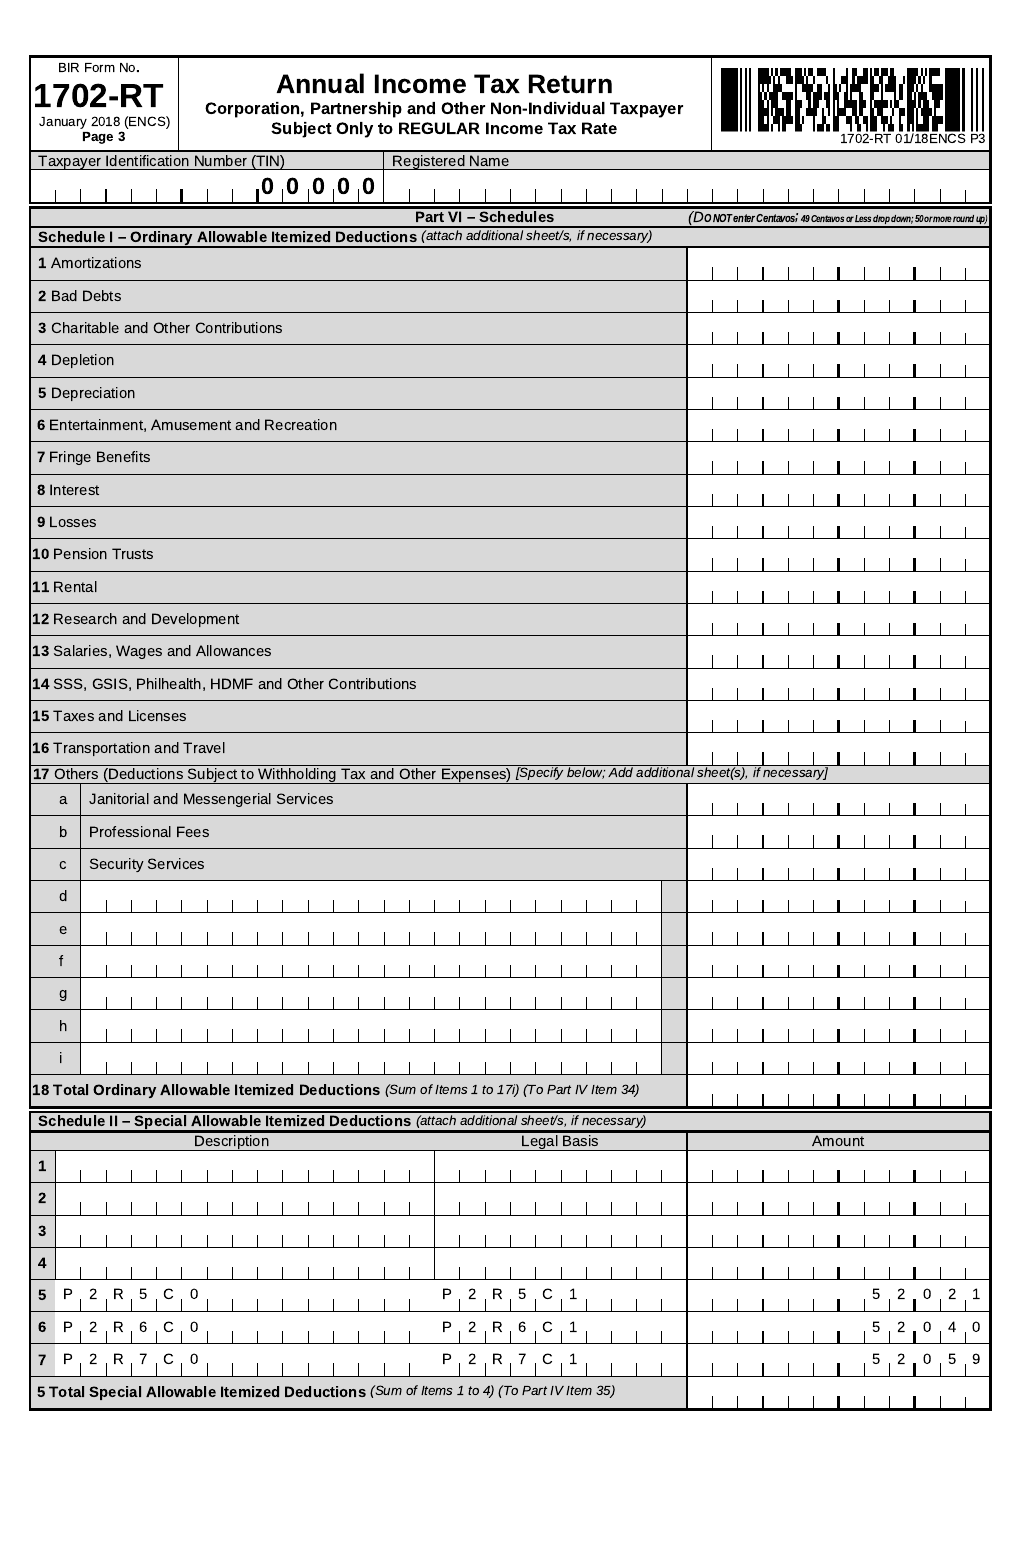 BIR Form No.
1702-RT
January 2018 (ENCS)
Page 3
Annual Income Tax Return
Corporation, Partnership and Other Non-Individual Taxpayer
Subject Only to REGULAR Income Tax Rate
1702-RT 01/18ENCS P3
Taxpayer Identification Number (TIN) Registered Name
0 0 0 0 0
Part VI – Schedules (DO NOT enter Centavos; 49 Centavos or Less drop down; 50 or more round up)
Schedule I – Ordinary Allowable Itemized Deductions (attach additional sheet/s, if necessary)
1 Amortizations
2 Bad Debts
3 Charitable and Other Contributions
4 Depletion
5 Depreciation
6 Entertainment, Amusement and Recreation
7 Fringe Benefits
8 Interest
9 Losses
10 Pension Trusts
11 Rental
12 Research and Development
13 Salaries, Wages and Allowances
14 SSS, GSIS, Philhealth, HDMF and Other Contributions
15 Taxes and Licenses
16 Transportation and Travel
17 Others (Deductions Subject to Withholding Tax and Other Expenses) [Specify below; Add additional sheet(s), if necessary]
a Janitorial and Messengerial Services
b Professional Fees
c Security Services
d
e
f
g
h
i
18 Total Ordinary Allowable Itemized Deductions (Sum of Items 1 to 17i) (To Part IV Item 34)
Schedule II – Special Allowable Itemized Deductions (attach additional sheet/s, if necessary)
Description Legal Basis Amount
1
2
3
4
5 P 2 R 5 C 0 P 2 R 5 C 1 5 2 0 2 1
6 P 2 R 6 C 0 P 2 R 6 C 1 5 2 0 4 0
7 P 2 R 7 C 0 P 2 R 7 C 1 5 2 0 5 9
5 Total Special Allowable Itemized Deductions (Sum of Items 1 to 4) (To Part IV Item 35)